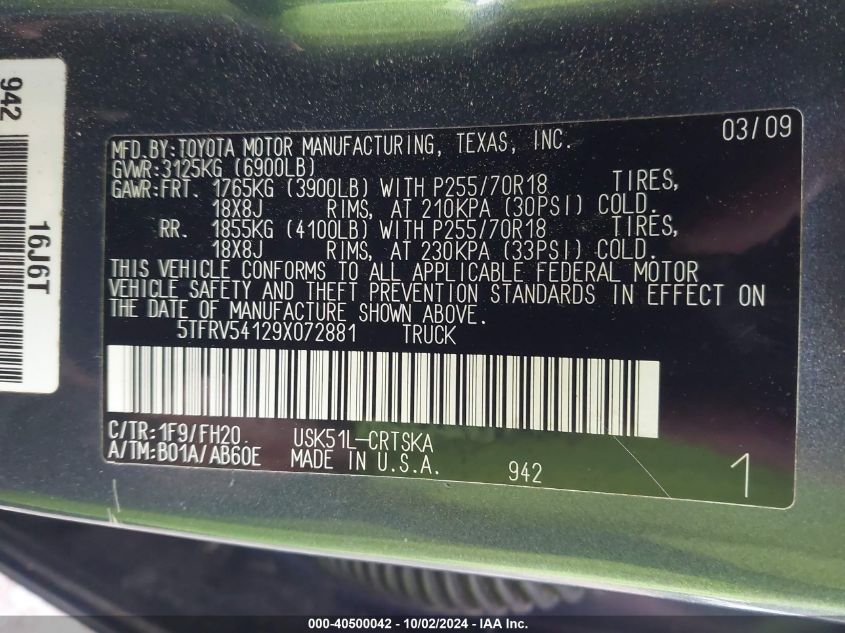 942
16J6T
03/09
MFD.BY:TOYOTA MOTOR MANUFACTURING, TEXAS, INC.
GVWR:3125KG (6900LB)
GAWR:FRT. 1765KG (3900LB) WITH P255/70R18 TIRES,
18X8J RIMS, AT 210KPA (30PSI) COLD.
RR. 1855KG (4100LB) WITH P255/70R18 TIRES,
18X8J RIMS, AT 230KPA (33PSI) COLD.
THIS VEHICLE CONFORMS TO ALL APPLICABLE FEDERAL MOTOR
VEHICLE SAFETY AND THEFT PREVENTION STANDARDS IN EFFECT ON
THE DATE OF MANUFACTURE SHOWN ABOVE.
5TFRV54129X072881 TRUCK
C/TR:1F9/FH20 USK51L-CRTSKA
A/TM:B01A/AB60E MADE IN U.S.A. 942 1
000-40500042 - 10/02/2024 - IAA Inc.